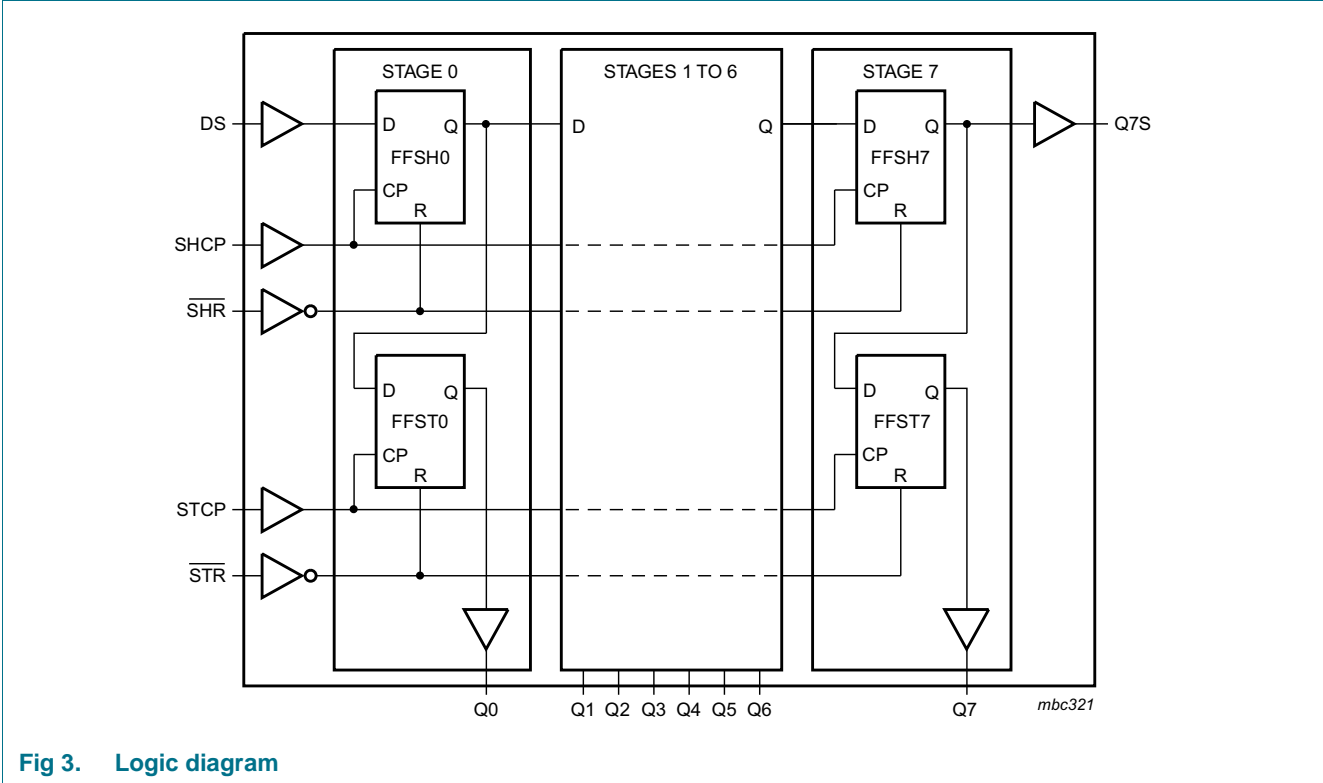 STAGE 0 STAGES 1 TO 6 STAGE 7
DS D Q D Q D Q Q7S
FFSH0 FFSH7
CP CP
R R
SHCP
SHR
D Q D Q
FFST0 FFST7
CP CP
R R
STCP
STR
Q0 Q1 Q2 Q3 Q4 Q5 Q6 Q7 mbc321
Fig 3. Logic diagram